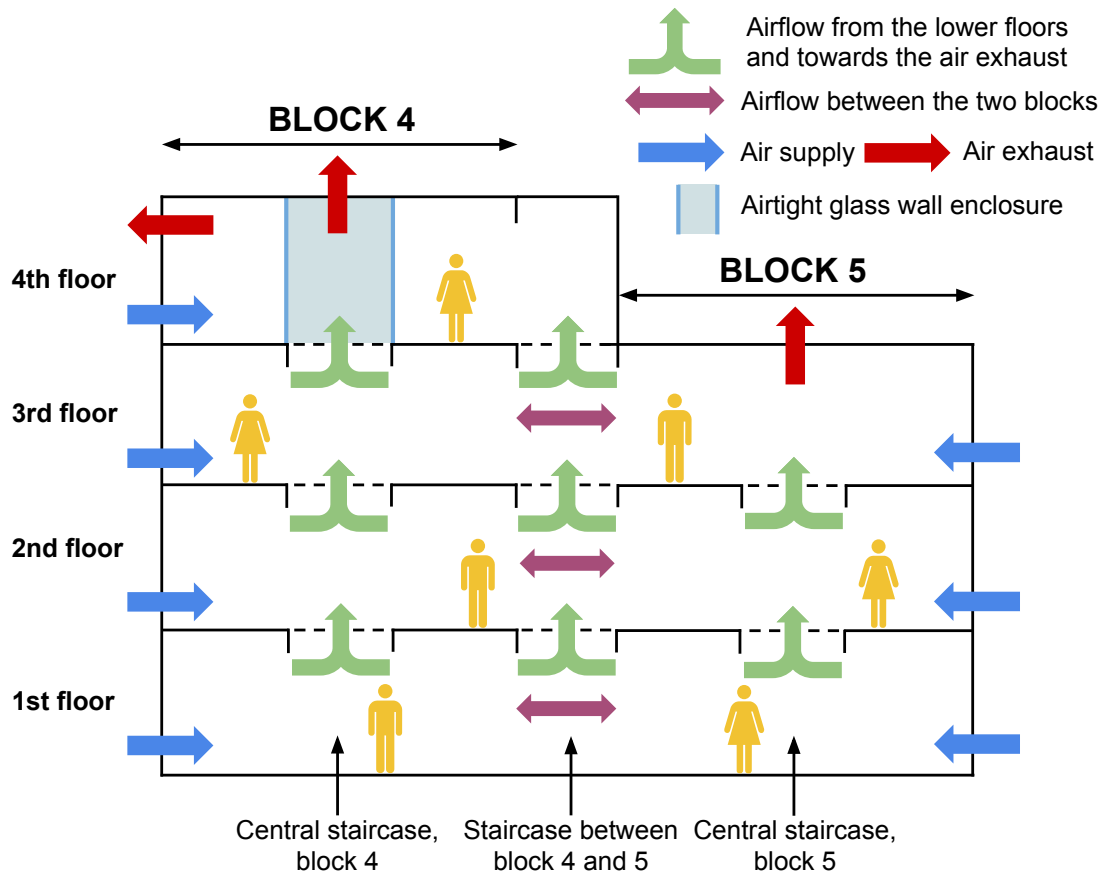 Airflow from the lower floors
and towards the air exhaust
Airflow between the two blocks
Air supply
Air exhaust
Airtight glass wall enclosure
BLOCK 4
BLOCK 5
4th floor
3rd floor
2nd floor
1st floor
Central staircase,
block 4
Staircase between
block 4 and 5
Central staircase,
block 5